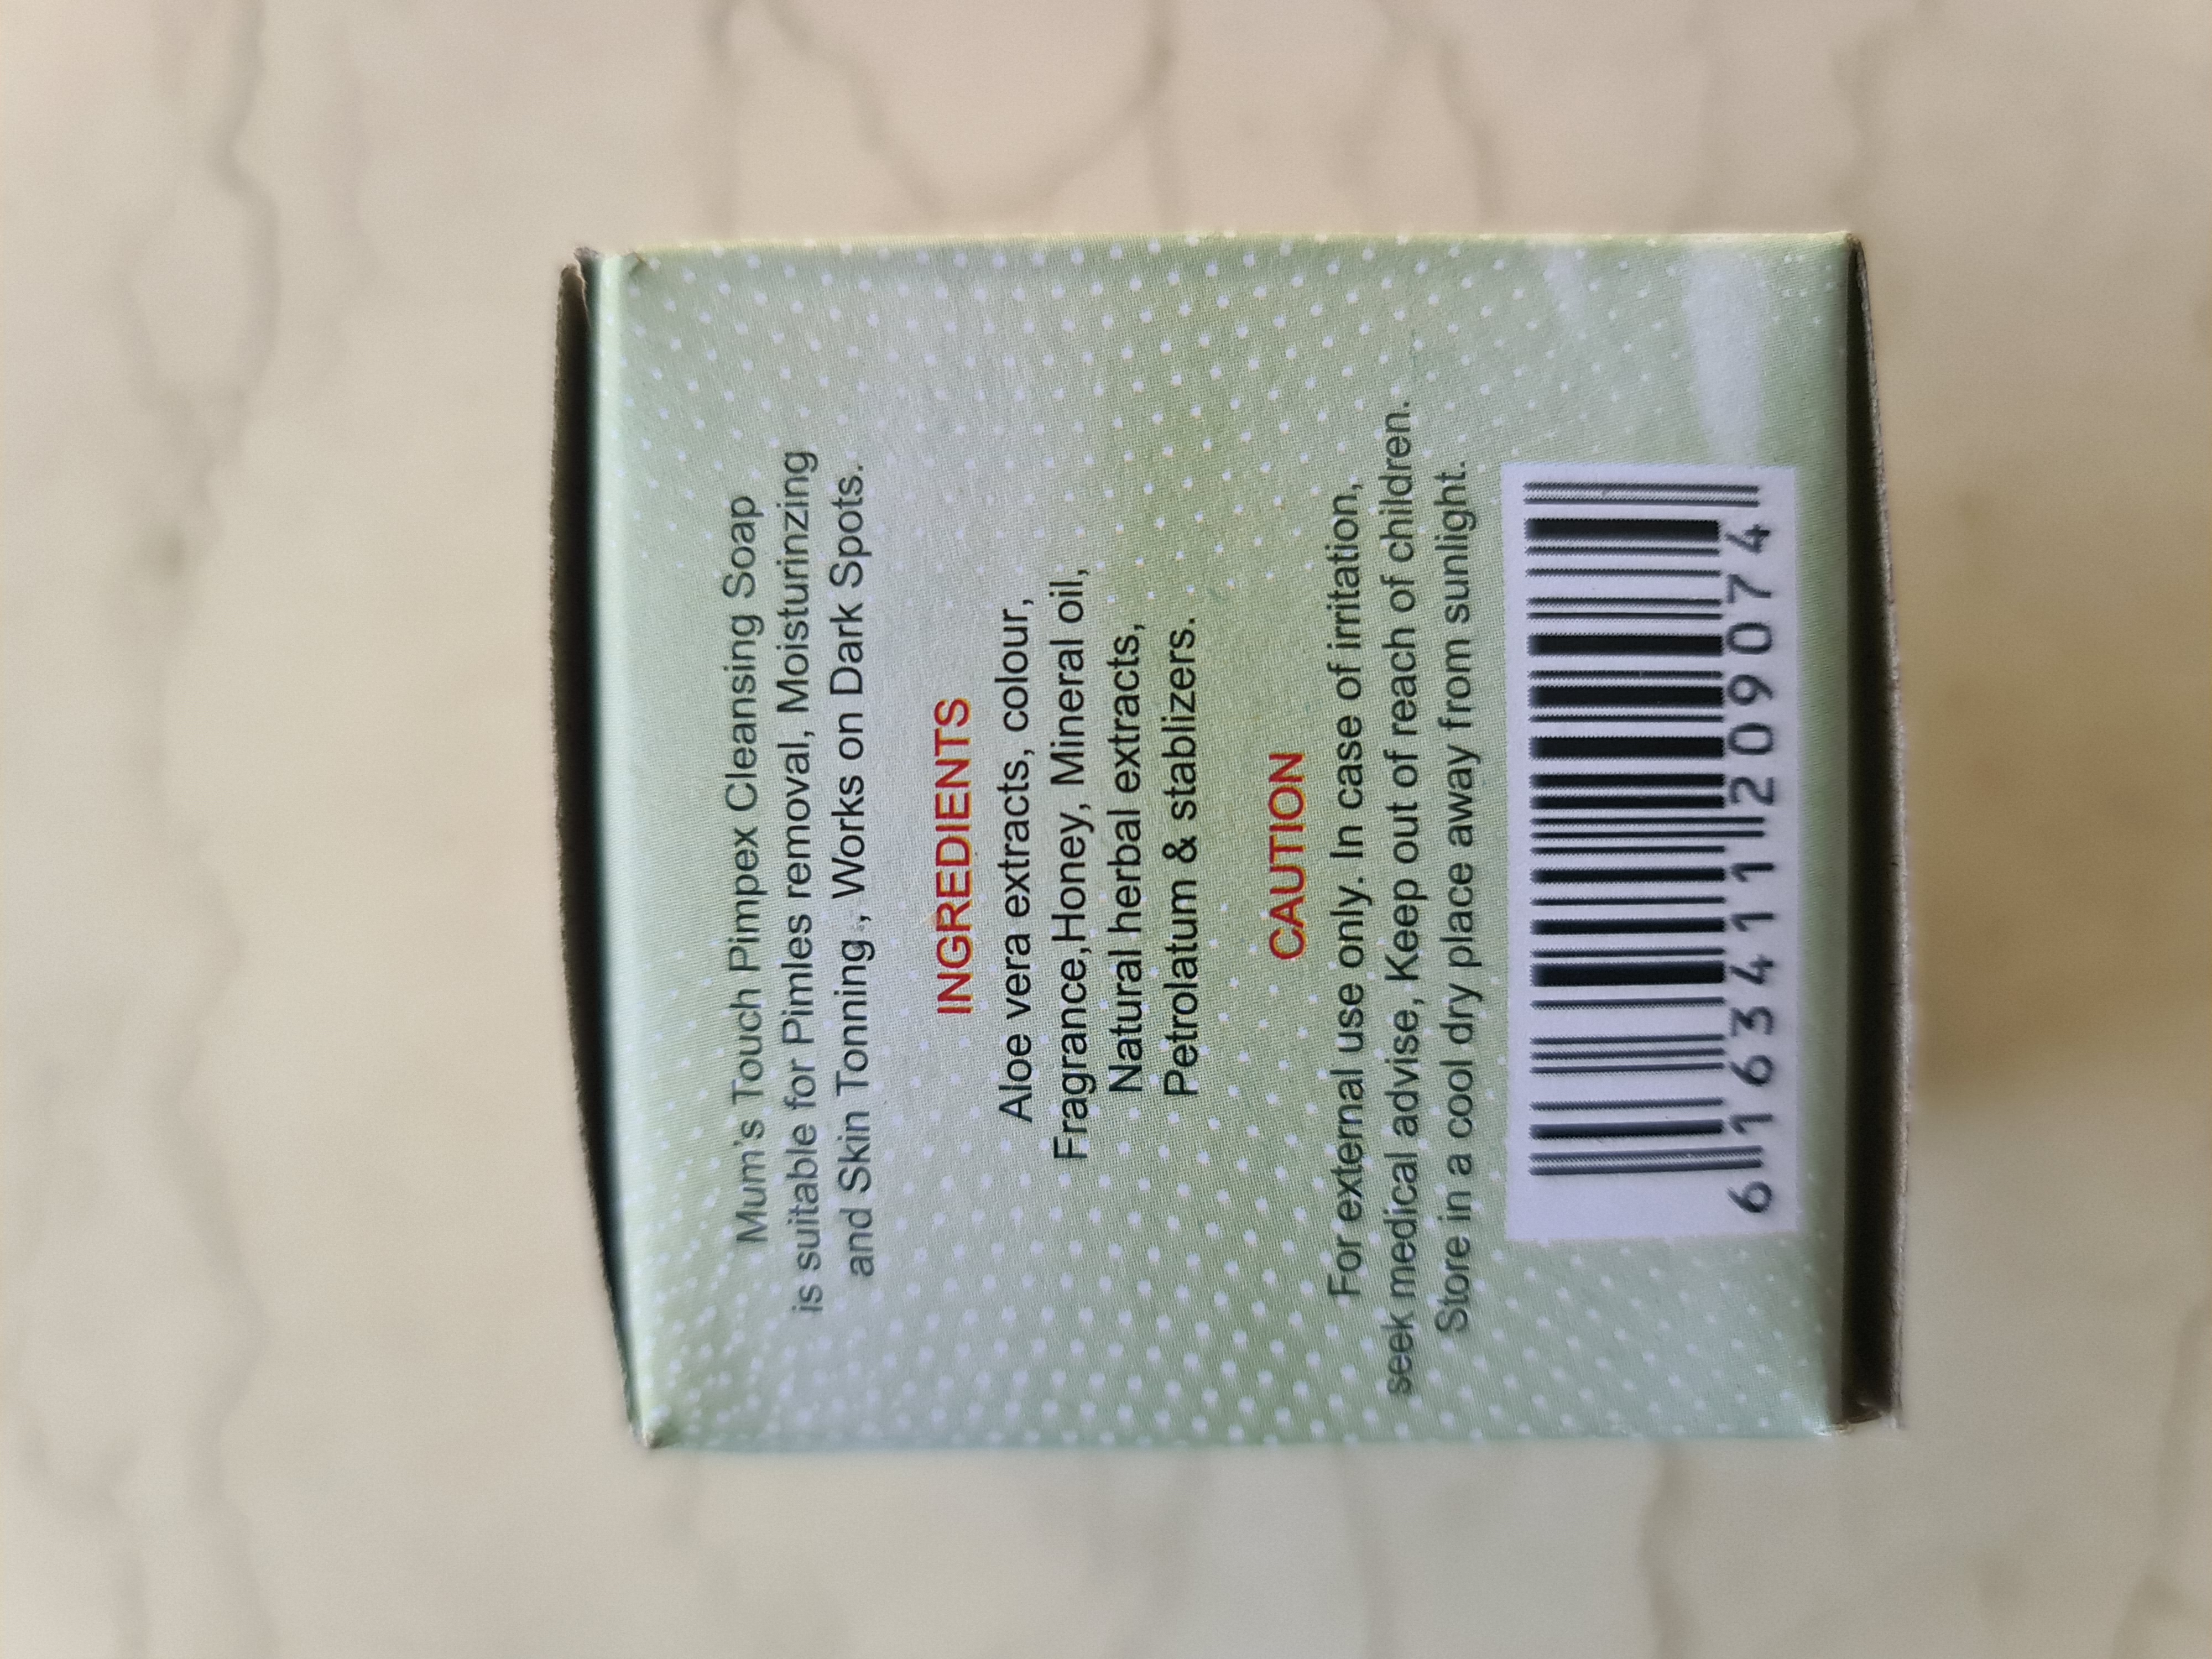 Mum's Touch Pimpex Cleansing Soap
is suitable for Pimles removal, Moisturinzing
and Skin Tonning , Works on Dark Spots.
INGREDIENTS
Aloe vera extracts, colour,
Fragrance,Honey, Mineral oil,
Natural herbal extracts,
Petrolatum & stablizers.
CAUTION
For external use only. In case of irritation,
seek medical advise, Keep out of reach of children.
Store in a cool dry place away from sunlight.
6 163411 209074